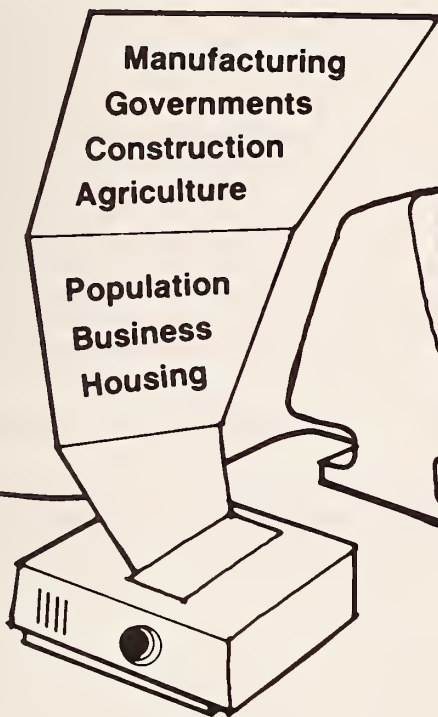 Manufacturing
Governments
Construction
Agriculture
Population
Business
Housing